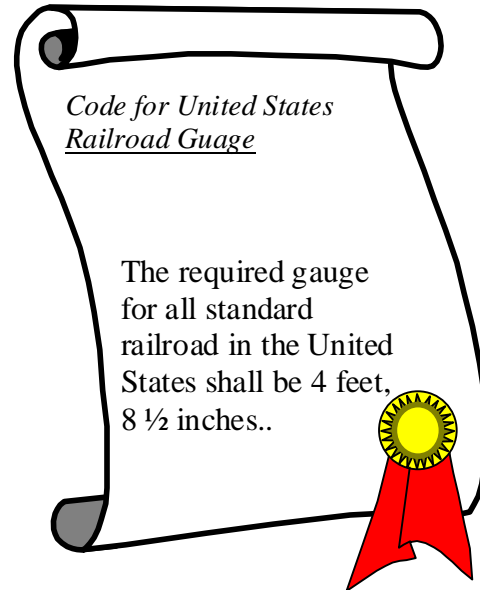 Code for United States
Railroad Guage
The required gauge
for all standard
railroad in the United
States shall be 4 feet,
8 ½ inches..